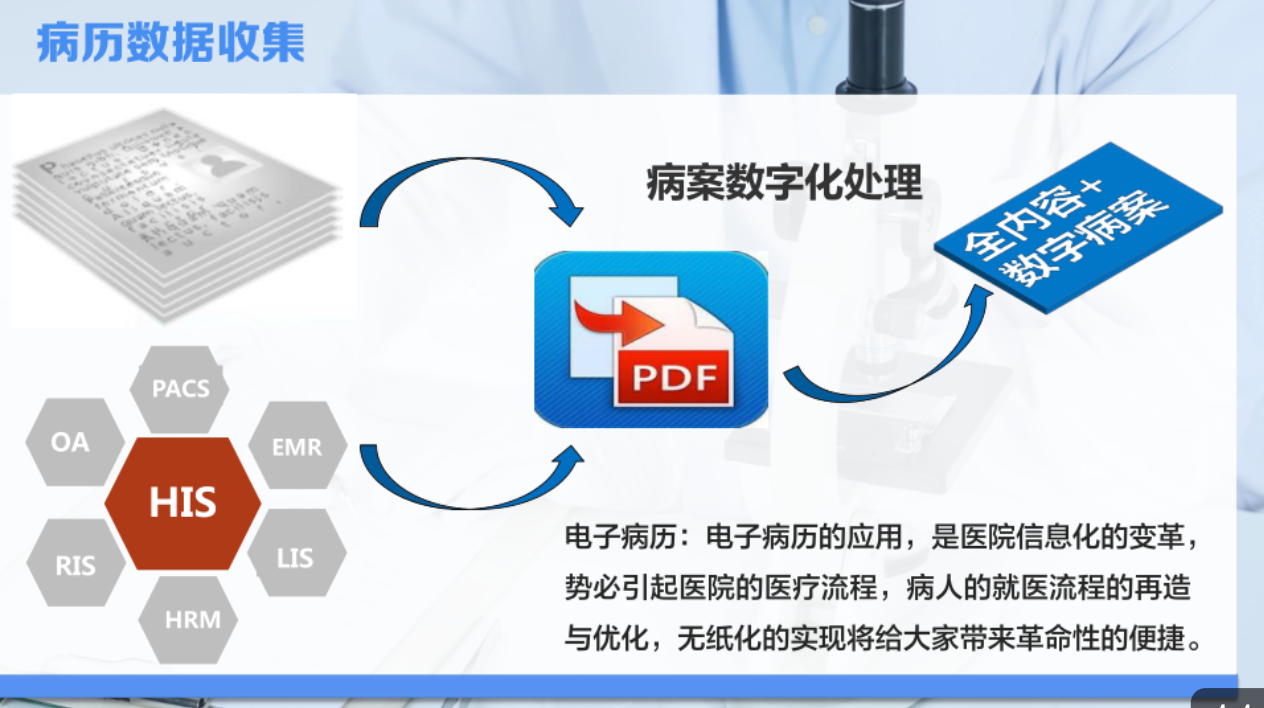 病历数据收集
病案数字化处理
全内容+
数字病案
PDF
PACS
OA
EMR
HIS
RIS
LIS
HRM
电子病历：电子病历的应用，是医院信息化的变革，
势必引起医院的医疗流程，病人的就医流程的再造
与优化，无纸化的实现将给大家带来革命性的便捷。